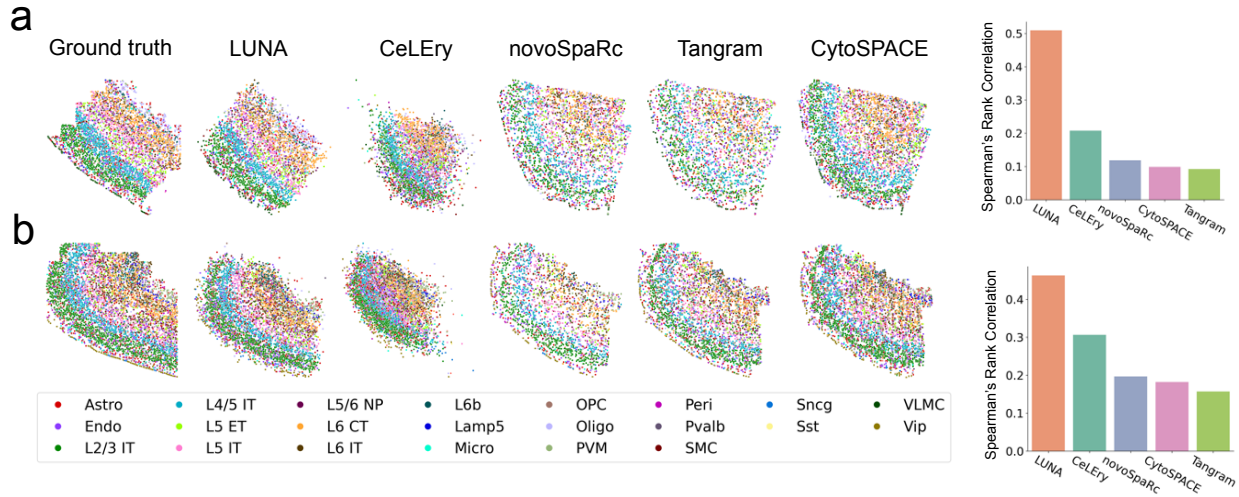 a
Ground truth
LUNA
CeLEry
novoSpaRc
Tangram
CytoSPACE
Spearman's Rank Correlation
0.5
0.4
0.3
0.2
0.1
0.0
LUNA
CeLEry
novoSpaRc
CytoSPACE
Tangram
b
Spearman's Rank Correlation
0.4
0.3
0.2
0.1
0.0
LUNA
CeLEry
novoSpaRc
CytoSPACE
Tangram
Astro
Endo
L2/3 IT
L4/5 IT
L5 ET
L5 IT
L5/6 NP
L6 CT
L6 IT
L6b
Lamp5
Micro
OPC
Oligo
PVM
Peri
Pvalb
SMC
Sncg
Sst
VLMC
Vip